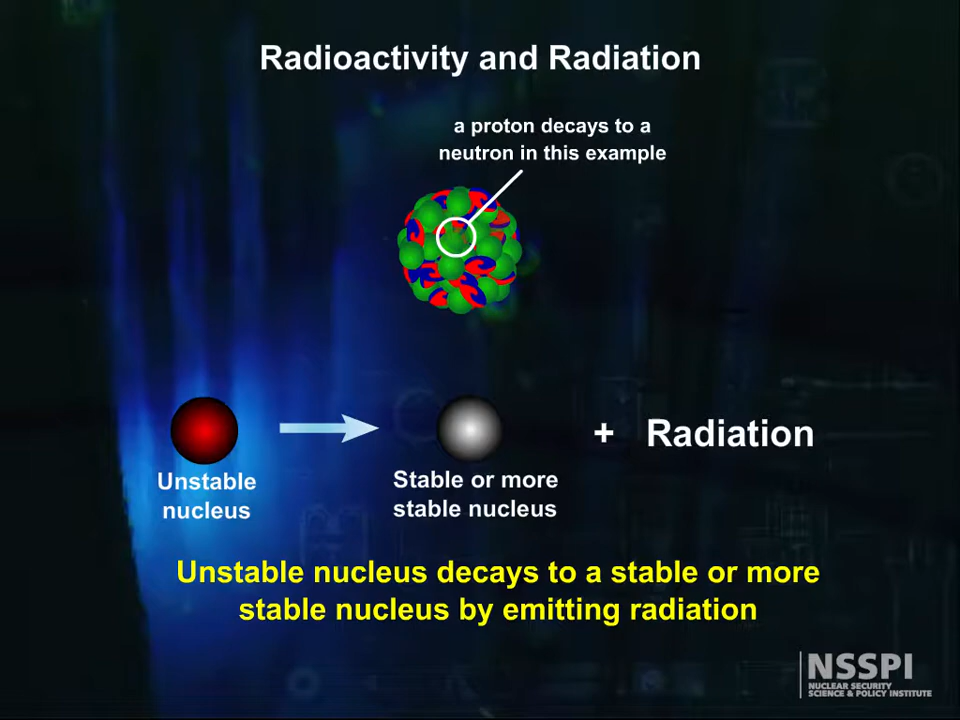 Radioactivity and Radiation
a proton decays to a
neutron in this example
+ Radiation
Unstable
nucleus
Stable or more
stable nucleus
Unstable nucleus decays to a stable or more
stable nucleus by emitting radiation
NSSPI
NUCLEAR SECURITY
SCIENCE & POLICY INSTITUTE